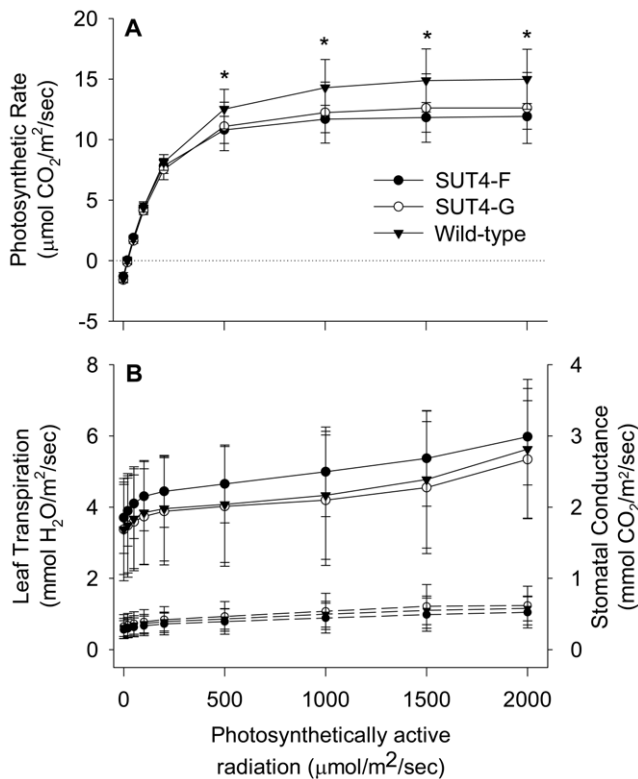 A
20
15
10
5
0
-5
Photosynthetic Rate
(μmol CO₂/m²/sec)
*
*
*
*
SUT4-F
SUT4-G
Wild-type
B
8
6
4
2
0
Leaf Transpiration
(mmol H₂O/m²/sec)
4
3
2
1
0
Stomatal Conductance
(mmol CO₂/m²/sec)
0
500
1000
1500
2000
Photosynthetically active
radiation (μmol/m²/sec)